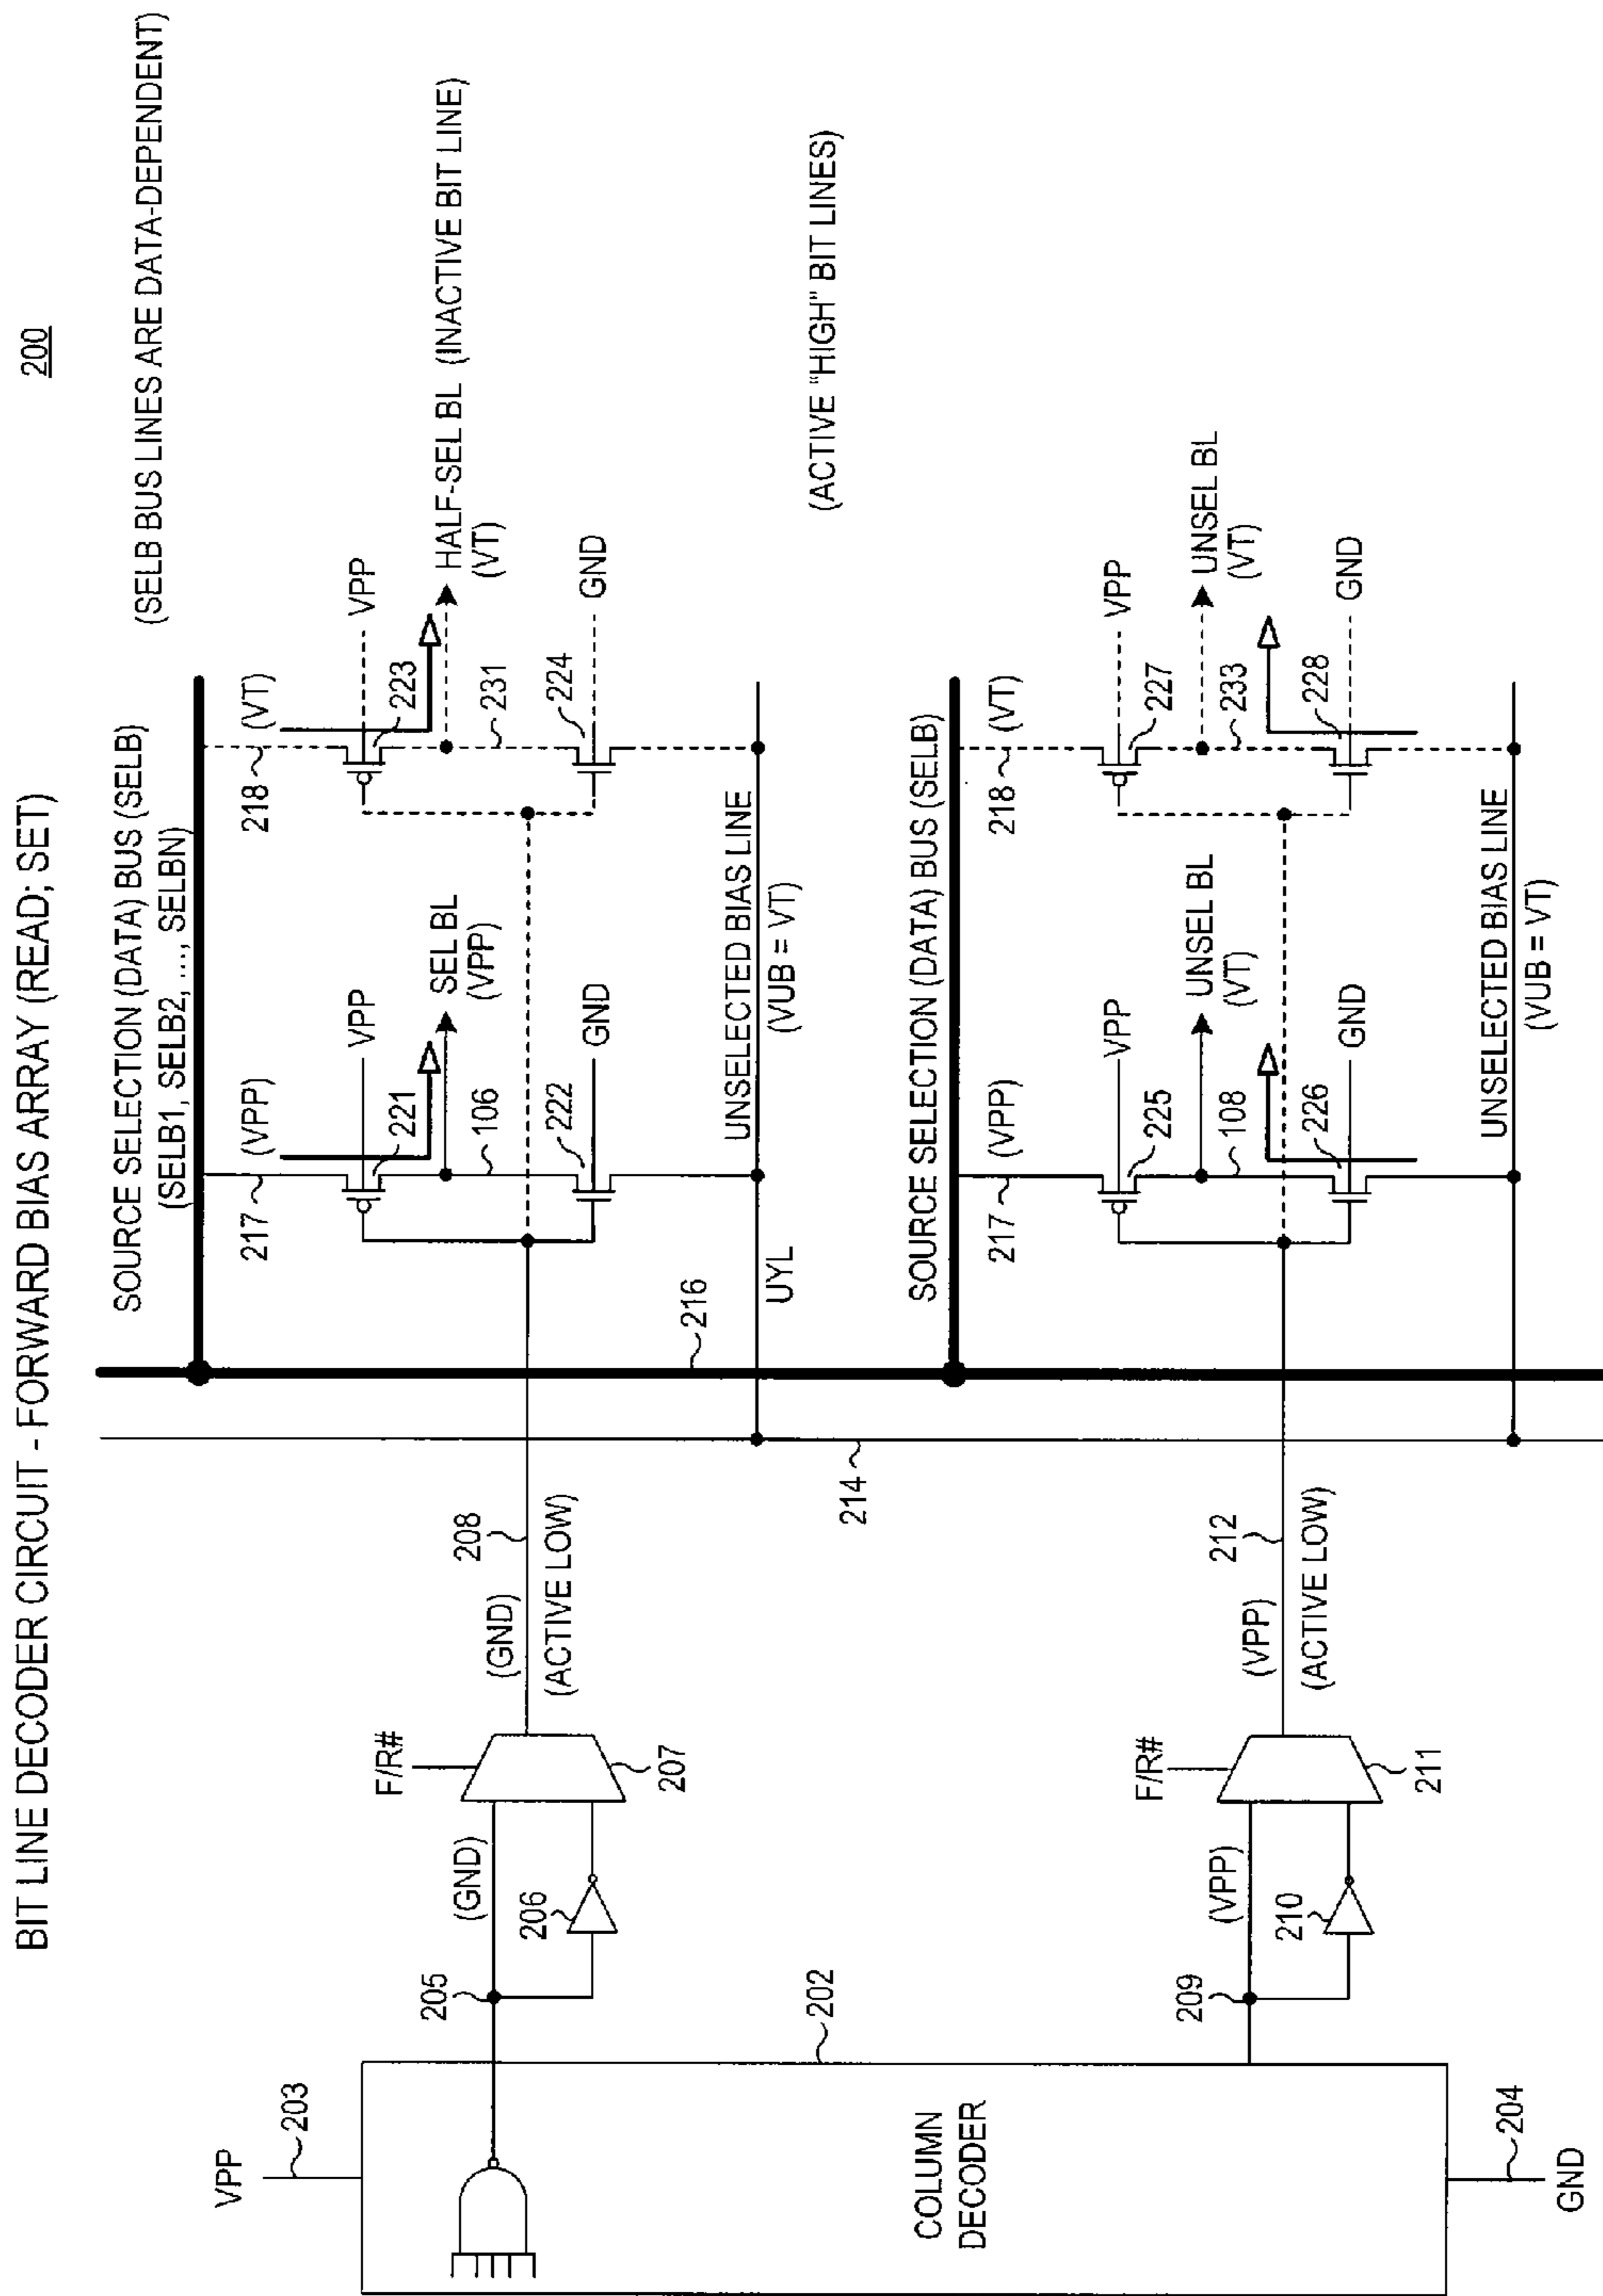 BIT LINE DECODER CIRCUIT - FORWARD BIAS ARRAY (READ; SET)
200
(SELB BUS LINES ARE DATA-DEPENDENT)
SOURCE SELECTION (DATA) BUS (SELB)
(SELB1, SELB2, ...., SELBN)
VPP
203
217
(VPP)
218
(VT)
F/R#
VPP
221
VPP
223
205
(GND)
206
207
(GND)
208
(ACTIVE LOW)
SEL BL
(VPP)
106
HALF-SEL BL (INACTIVE BIT LINE)
(VT)
231
222
GND
224
GND
216
UYL
UNSELECTED BIAS LINE
(VUB = VT)
(ACTIVE "HIGH" BIT LINES)
202
COLUMN
DECODER
214
SOURCE SELECTION (DATA) BUS (SELB)
217
(VPP)
218
(VT)
F/R#
VPP
225
VPP
227
209
(VPP)
210
211
(VPP)
212
(ACTIVE LOW)
UNSEL BL
(VT)
108
UNSEL BL
(VT)
233
226
GND
228
GND
204
GND
UNSELECTED BIAS LINE
(VUB = VT)